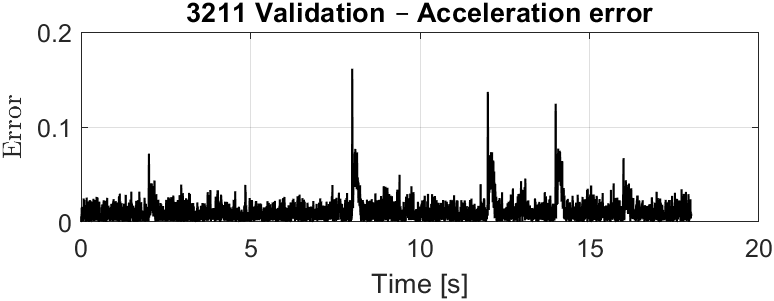 3211 Validation − Acceleration error
0.2
0.1
0
Error
0 5 10 15 20
Time [s]